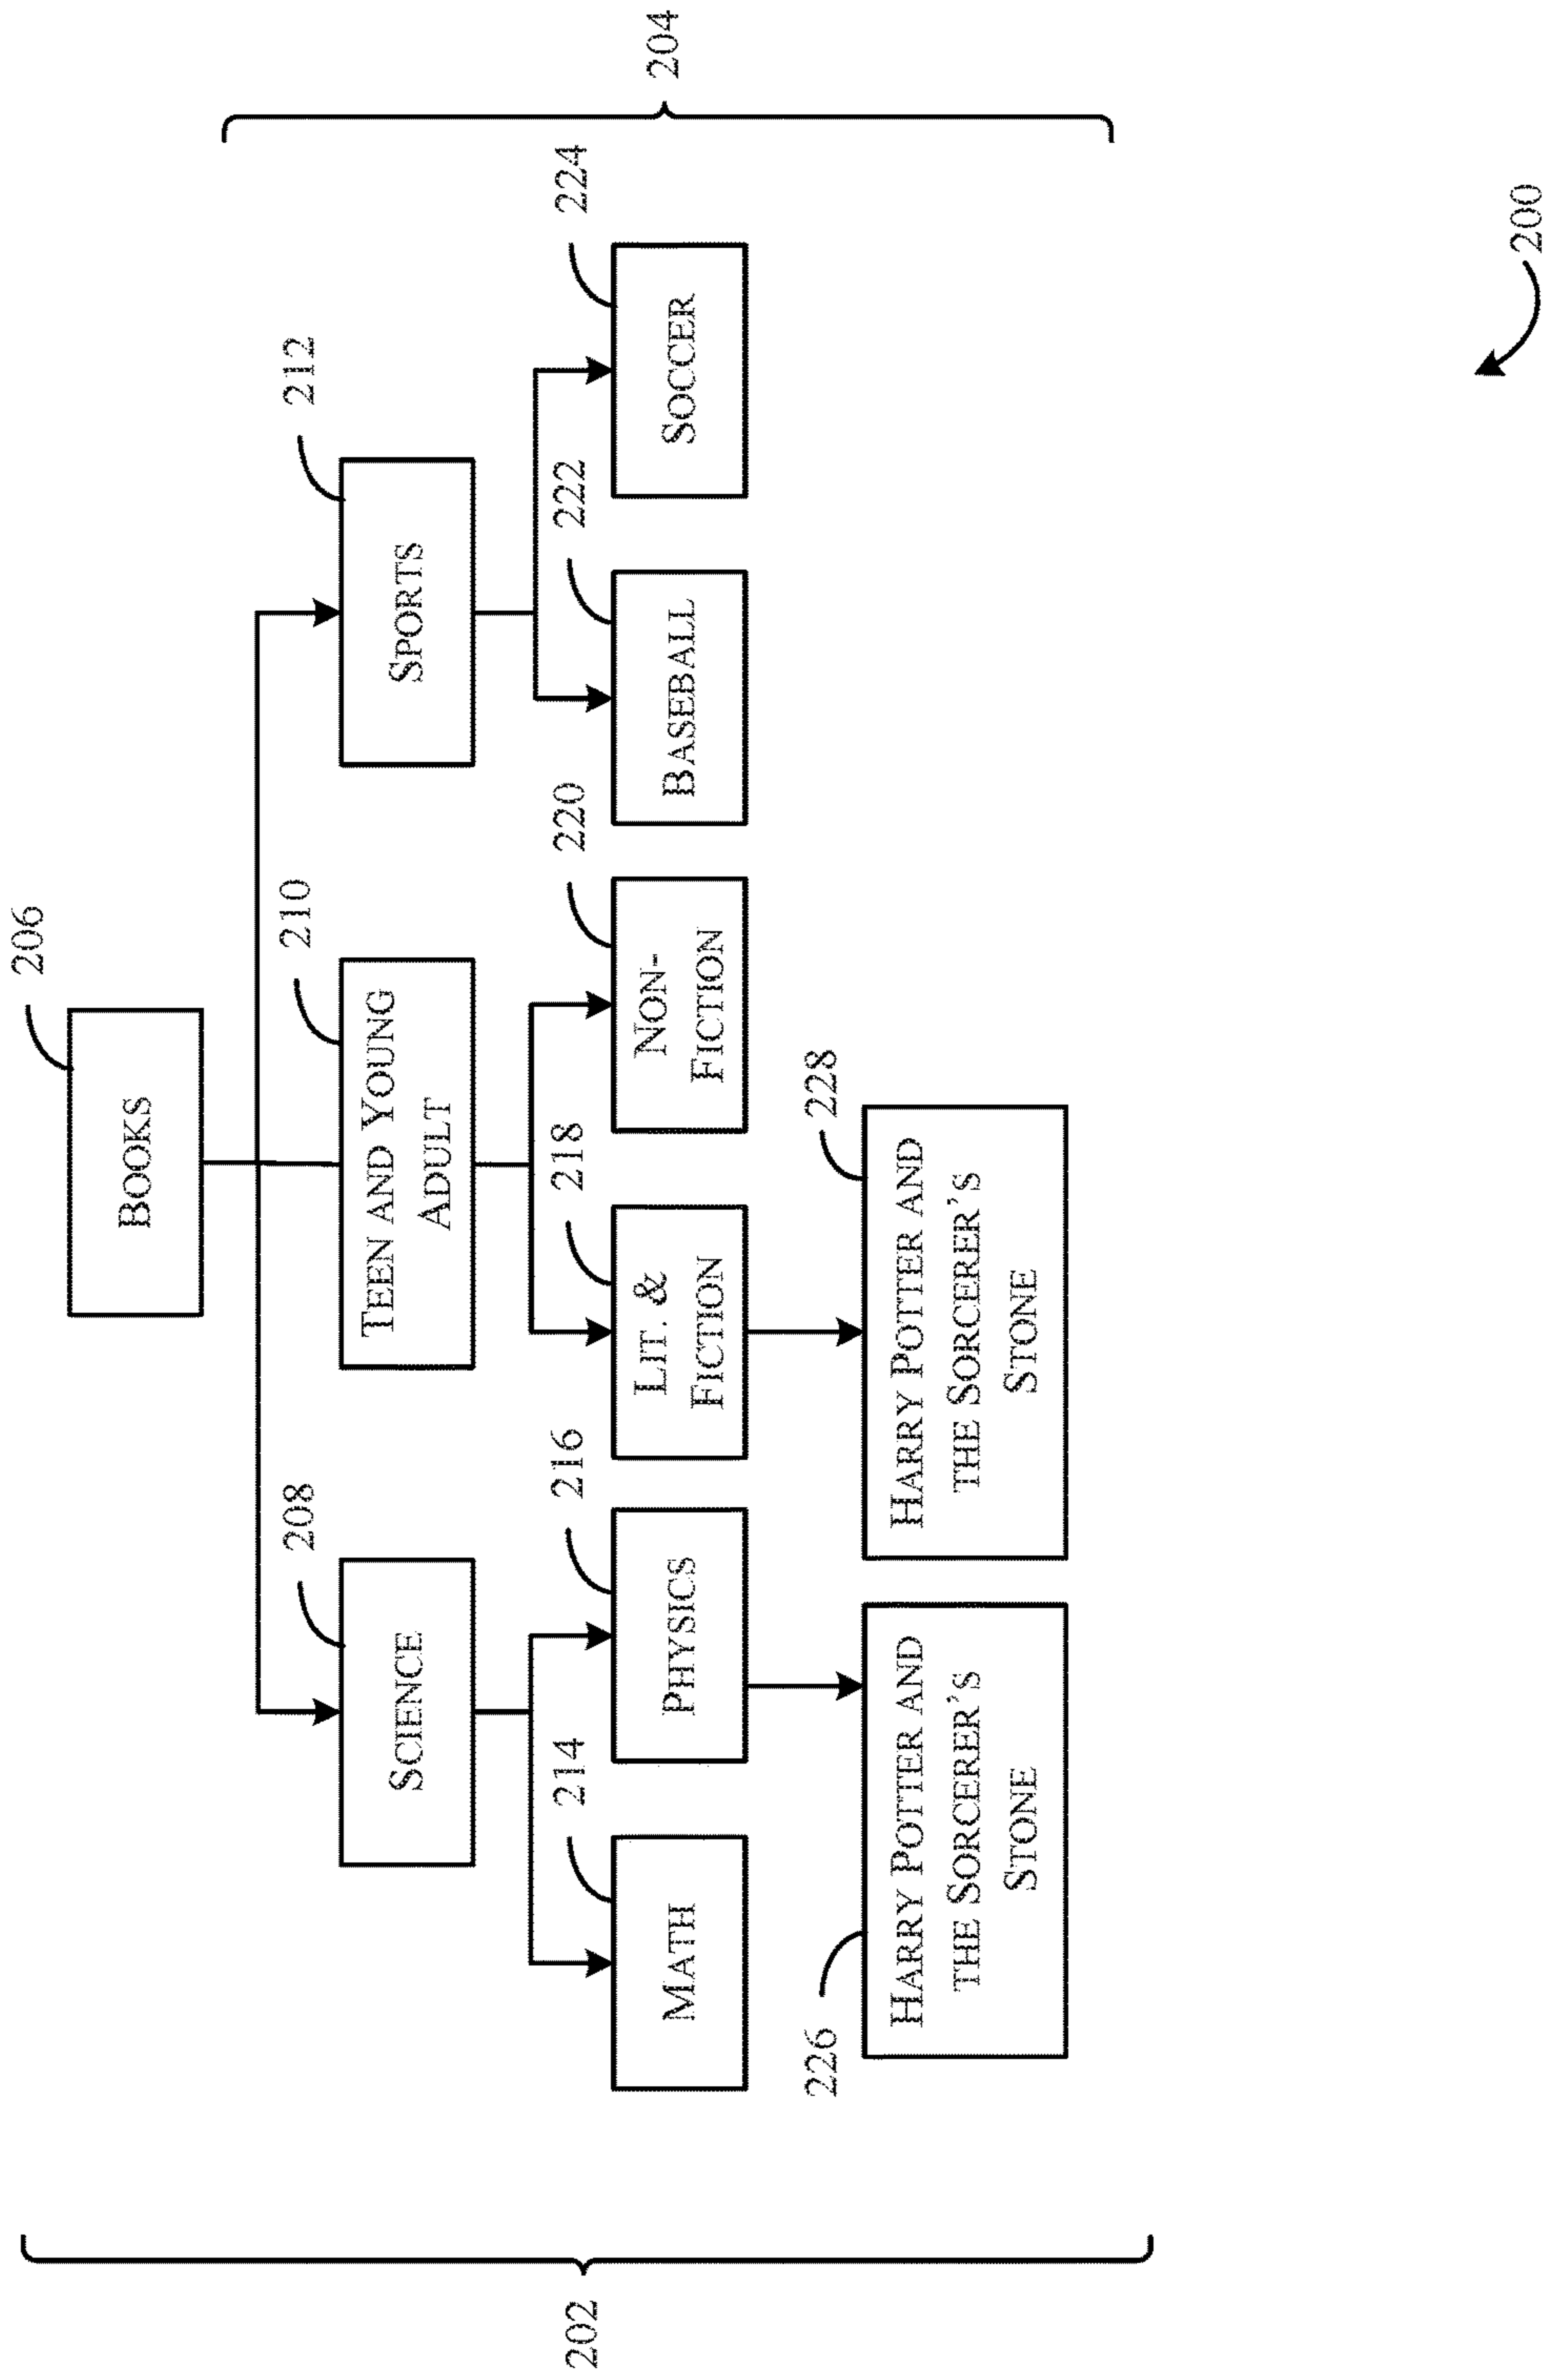 206
BOOKS
208
210
212
SCIENCE
TEEN AND YOUNG
ADULT
SPORTS
214
216
218
220
222
224
MATH
PHYSICS
LIT. &
FICTION
NON-
FICTION
BASEBALL
SOCCER
226
228
HARRY POTTER AND
THE SORCERER'S
STONE
HARRY POTTER AND
THE SORCERER'S
STONE
202
204
200